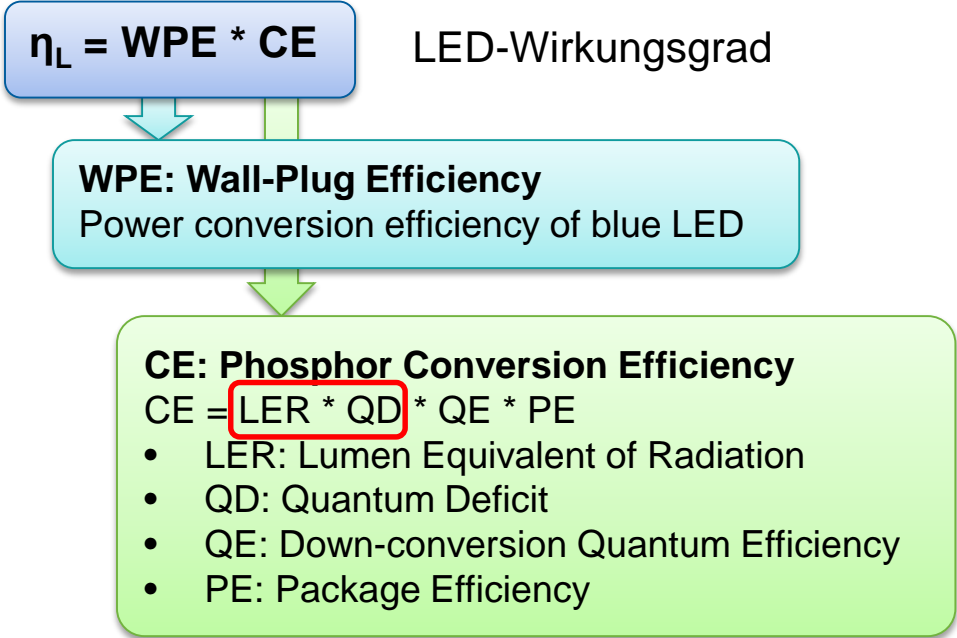 η_L = WPE * CE
LED-Wirkungsgrad
WPE: Wall-Plug Efficiency
Power conversion efficiency of blue LED
CE: Phosphor Conversion Efficiency
CE = LER * QD * QE * PE
• LER: Lumen Equivalent of Radiation
• QD: Quantum Deficit
• QE: Down-conversion Quantum Efficiency
• PE: Package Efficiency